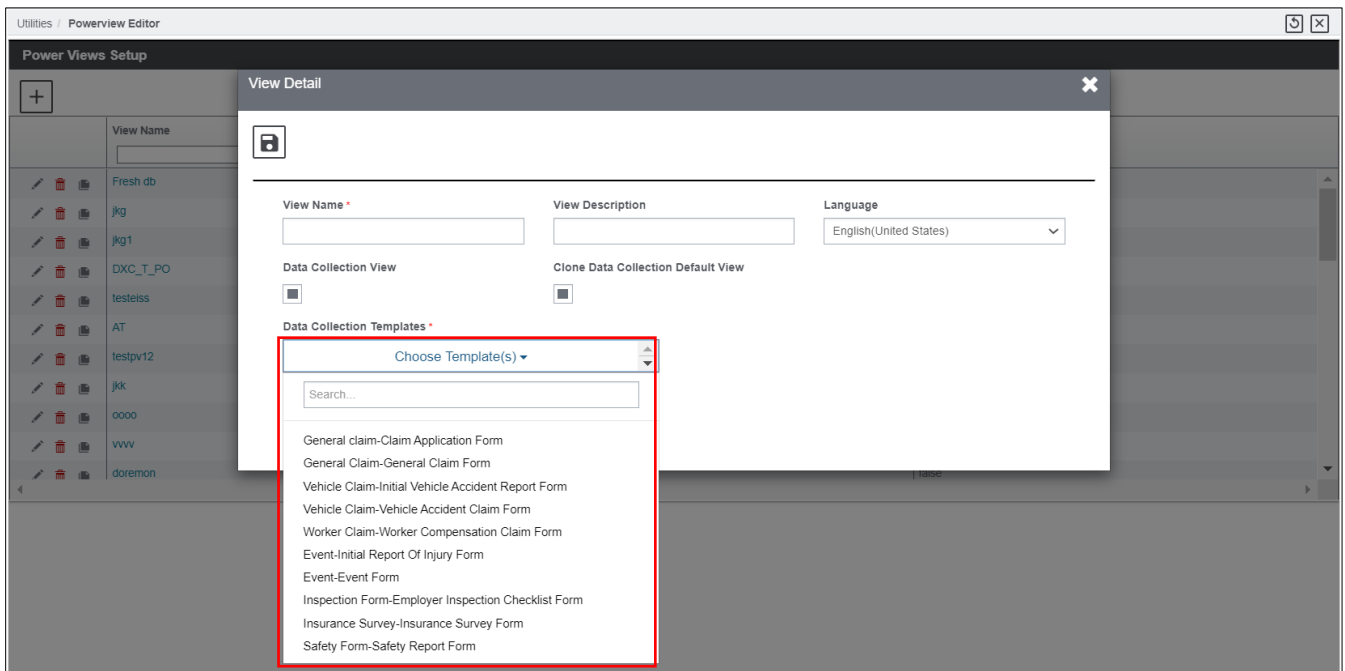 Utilities / Powerview Editor
Power Views Setup
View Detail
View Name
Fresh db
jkg
jkg1
DXC_T_PO
testeiss
AT
testpv12
jkk
oooo
vvvv
doremon
false
View Name *
View Description
Language
English(United States)
Data Collection View
Clone Data Collection Default View
Data Collection Templates *
Choose Template(s)
Search...
General claim-Claim Application Form
General Claim-General Claim Form
Vehicle Claim-Initial Vehicle Accident Report Form
Vehicle Claim-Vehicle Accident Claim Form
Worker Claim-Worker Compensation Claim Form
Event-Initial Report Of Injury Form
Event-Event Form
Inspection Form-Employer Inspection Checklist Form
Insurance Survey-Insurance Survey Form
Safety Form-Safety Report Form